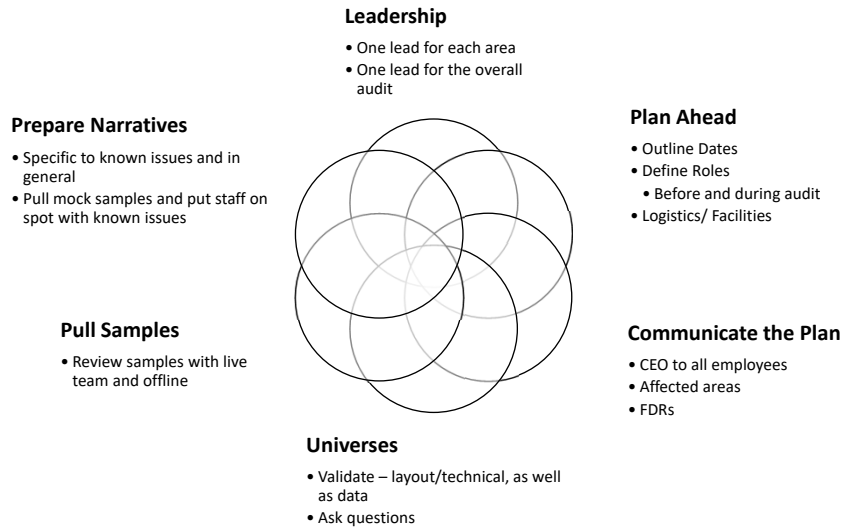 Leadership
• One lead for each area
• One lead for the overall
audit
Plan Ahead
• Outline Dates
• Define Roles
• Before and during audit
• Logistics/ Facilities
Communicate the Plan
• CEO to all employees
• Affected areas
• FDRs
Universes
• Validate – layout/technical, as well
as data
• Ask questions
Pull Samples
• Review samples with live
team and offline
Prepare Narratives
• Specific to known issues and in
general
• Pull mock samples and put staff on
spot with known issues